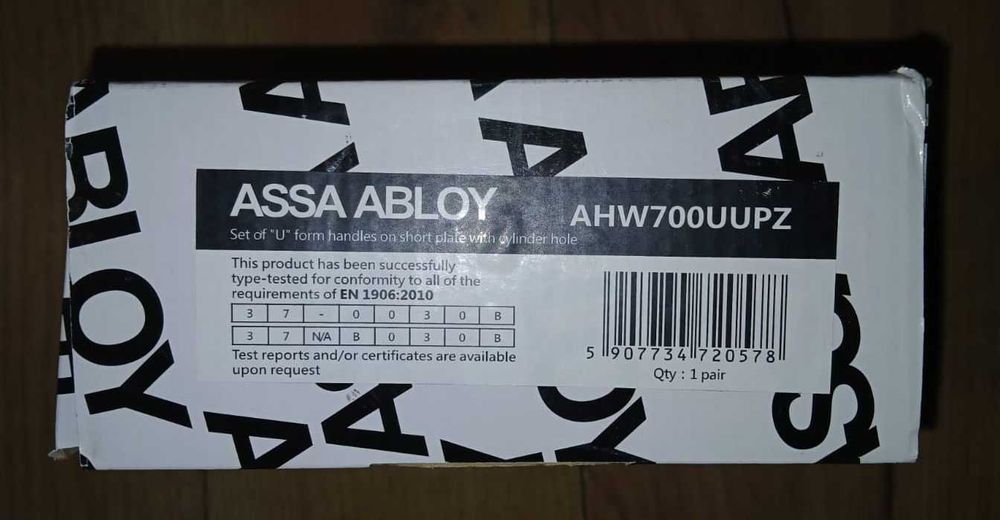 ASSA ABLOY
AHW700UUPZ
Set of "U" form handles on short plate with cylinder hole
This product has been successfully
type-tested for conformity to all of the
requirements of EN 1906:2010
3 7 - 0 0 3 0 B
3 7 N/A B 0 3 0 B
Test reports and/or certificates are available
upon request
5 907734 720578
Qty : 1 pair
ABLOY